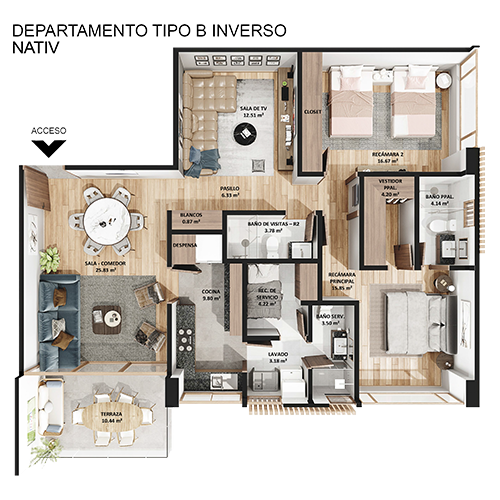 DEPARTAMENTO TIPO B INVERSO
NATIV
ACCESO
SALA DE TV
12.51 m²
CLOSET
RECÁMARA 2
16.67 m²
PASILLO
6.33 m²
VESTIDOR
PPAL.
4.20 m²
BAÑO PPAL.
4.14 m²
BLANCOS
0.87 m²
BAÑO DE VISITAS – R2
3.78 m²
DESPENSA
SALA - COMEDOR
25.83 m²
COCINA
9.80 m²
REC. DE
SERVICIO
4.22 m²
RECÁMARA
PRINCIPAL
15.85 m²
BAÑO SERV.
3.50 m²
LAVADO
3.18 m²
TERRAZA
10.44 m²